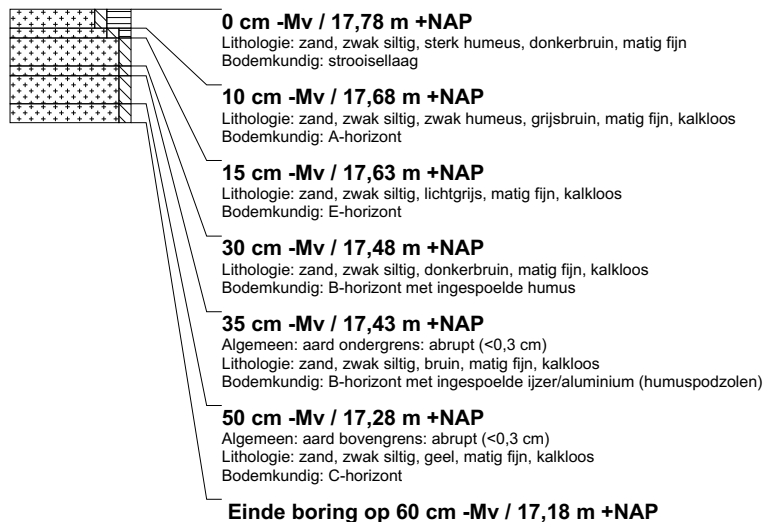 0 cm -Mv / 17,78 m +NAP
Lithologie: zand, zwak siltig, sterk humeus, donkerbruin, matig fijn
Bodemkundig: strooisellaag
10 cm -Mv / 17,68 m +NAP
Lithologie: zand, zwak siltig, zwak humeus, grijsbruin, matig fijn, kalkloos
Bodemkundig: A-horizont
15 cm -Mv / 17,63 m +NAP
Lithologie: zand, zwak siltig, lichtgrijs, matig fijn, kalkloos
Bodemkundig: E-horizont
30 cm -Mv / 17,48 m +NAP
Lithologie: zand, zwak siltig, donkerbruin, matig fijn, kalkloos
Bodemkundig: B-horizont met ingespoelde humus
35 cm -Mv / 17,43 m +NAP
Algemeen: aard ondergrens: abrupt (<0,3 cm)
Lithologie: zand, zwak siltig, bruin, matig fijn, kalkloos
Bodemkundig: B-horizont met ingespoelde ijzer/aluminium (humuspodzolen)
50 cm -Mv / 17,28 m +NAP
Algemeen: aard bovengrens: abrupt (<0,3 cm)
Lithologie: zand, zwak siltig, geel, matig fijn, kalkloos
Bodemkundig: C-horizont
Einde boring op 60 cm -Mv / 17,18 m +NAP